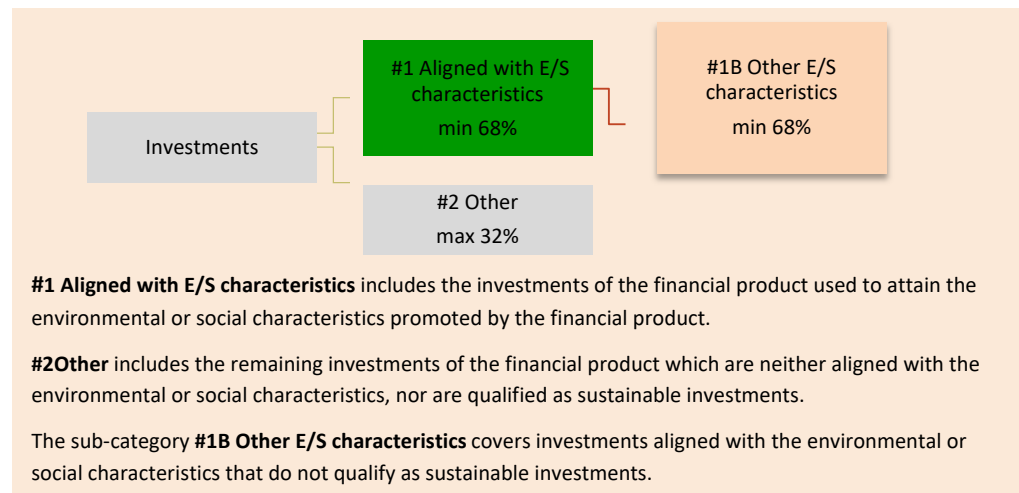 #1 Aligned with E/S
characteristics
min 68%
#1B Other E/S
characteristics
min 68%
Investments
#2 Other
max 32%
#1 Aligned with E/S characteristics includes the investments of the financial product used to attain the
environmental or social characteristics promoted by the financial product.
#2Other includes the remaining investments of the financial product which are neither aligned with the
environmental or social characteristics, nor are qualified as sustainable investments.
The sub-category #1B Other E/S characteristics covers investments aligned with the environmental or
social characteristics that do not qualify as sustainable investments.